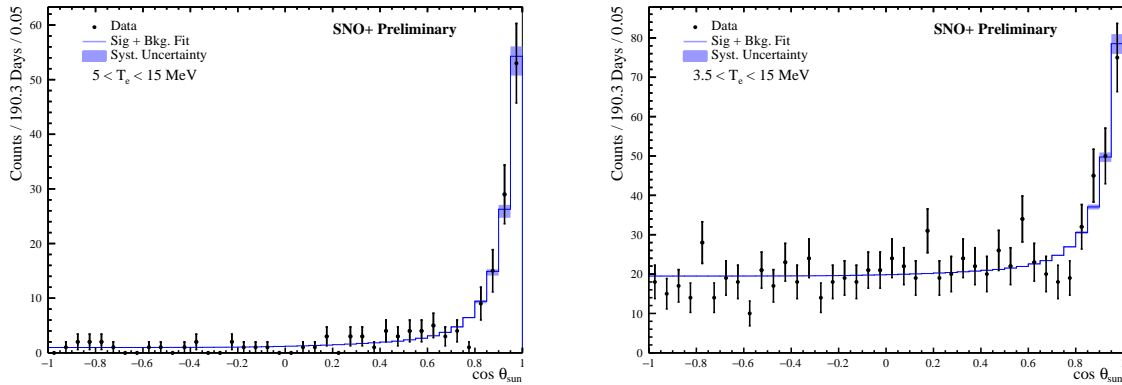 Counts / 190.3 Days / 0.05
60
50
40
30
20
10
0
Data
Sig + Bkg. Fit
Syst. Uncertainty
5 < T_e < 15 MeV
SNO+ Preliminary
−1 −0.8 −0.6 −0.4 −0.2 0 0.2 0.4 0.6 0.8 1
cos θ_sun
Counts / 190.3 Days / 0.05
80
70
60
50
40
30
20
10
0
Data
Sig + Bkg. Fit
Syst. Uncertainty
3.5 < T_e < 15 MeV
SNO+ Preliminary
−1 −0.8 −0.6 −0.4 −0.2 0 0.2 0.4 0.6 0.8 1
cos θ_sun